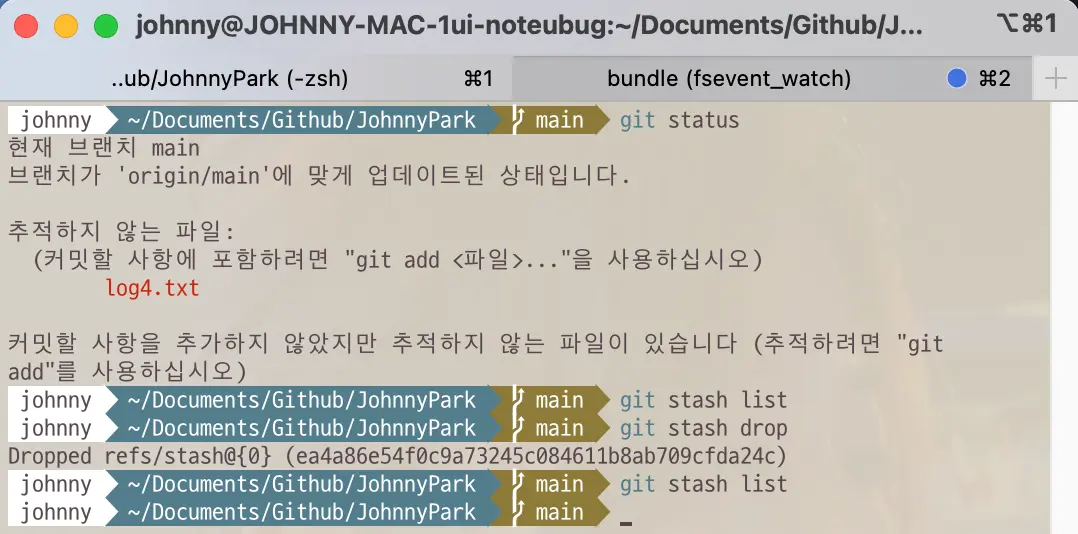 johnny@JOHNNY-MAC-1ui-noteubug:~/Documents/Github/J... ⌥⌘1
..ub/JohnnyPark (-zsh) ⌘1 bundle (fsevent_watch) ⌘2 +
johnny ~/Documents/Github/JohnnyPark main git status
현재 브랜치 main
브랜치가 'origin/main'에 맞게 업데이트된 상태입니다.
추적하지 않는 파일:
(커밋할 사항에 포함하려면 "git add <파일>..."을 사용하십시오)
log4.txt
커밋할 사항을 추가하지 않았지만 추적하지 않는 파일이 있습니다 (추적하려면 "git
add"를 사용하십시오)
johnny ~/Documents/Github/JohnnyPark main git stash list
johnny ~/Documents/Github/JohnnyPark main git stash drop
Dropped refs/stash@{0} (ea4a86e54f0c9a73245c084611b8ab709cfda24c)
johnny ~/Documents/Github/JohnnyPark main git stash list
johnny ~/Documents/Github/JohnnyPark main